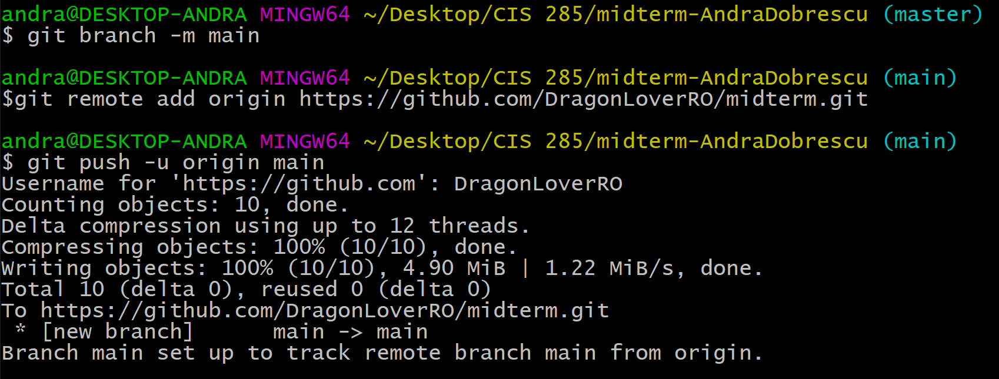 andra@DESKTOP-ANDRA MINGW64 ~/Desktop/CIS 285/midterm-AndraDobrescu (master)
$ git branch -m main
andra@DESKTOP-ANDRA MINGW64 ~/Desktop/CIS 285/midterm-AndraDobrescu (main)
$git remote add origin https://github.com/DragonLoverRO/midterm.git
andra@DESKTOP-ANDRA MINGW64 ~/Desktop/CIS 285/midterm-AndraDobrescu (main)
$ git push -u origin main
Username for 'https://github.com': DragonLoverRO
Counting objects: 10, done.
Delta compression using up to 12 threads.
Compressing objects: 100% (10/10), done.
Writing objects: 100% (10/10), 4.90 MiB | 1.22 MiB/s, done.
Total 10 (delta 0), reused 0 (delta 0)
To https://github.com/DragonLoverRO/midterm.git
 * [new branch]      main -> main
Branch main set up to track remote branch main from origin.